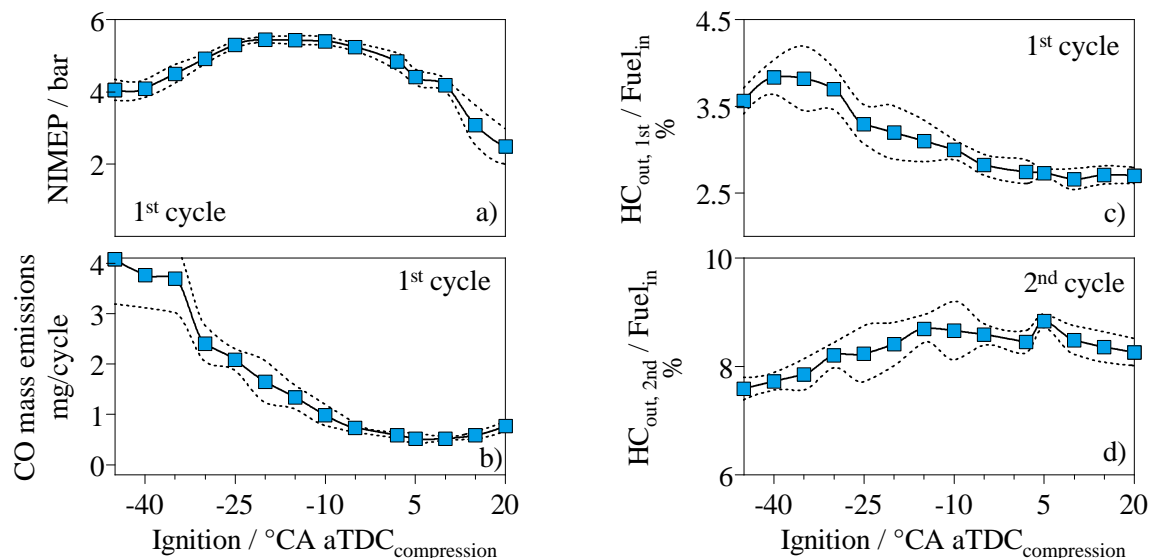 6
4
2
NIMEP / bar
1st cycle
a)
4
3
2
1
0
CO mass emissions
mg/cycle
1st cycle
b)
-40 -25 -10 5 20
Ignition / °CA aTDCcompression
4.5
3.5
2.5
HCout, 1st / Fuelin
%
1st cycle
c)
10
8
6
HCout, 2nd / Fuelin
%
2nd cycle
d)
-40 -25 -10 5 20
Ignition / °CA aTDCcompression